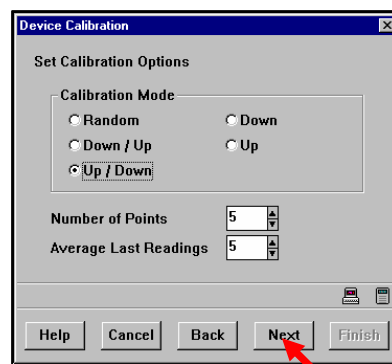 Device Calibration
Set Calibration Options
Calibration Mode
Random Down
Down / Up Up
Up / Down
Number of Points 5
Average Last Readings 5
Help Cancel Back Next Finish